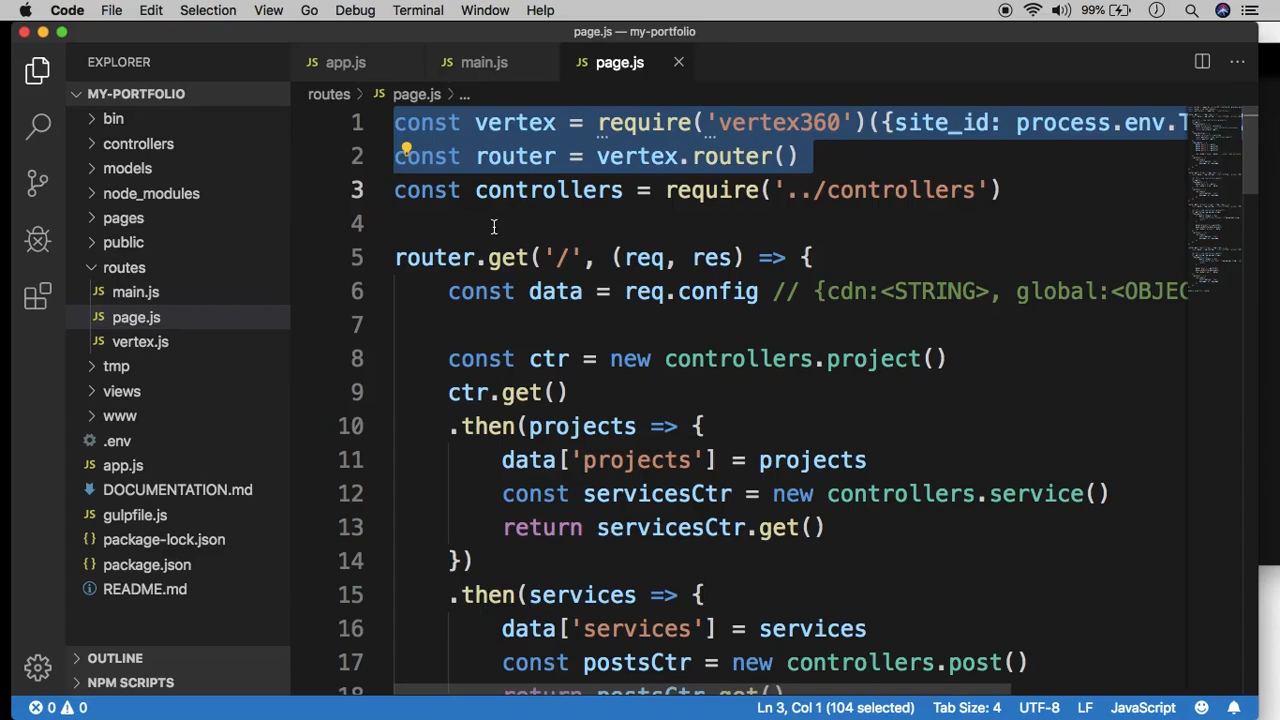 Code File Edit Selection View Go Debug Terminal Window Help 99%
page.js — my-portfolio
EXPLORER
JS app.js JS main.js JS page.js
MY-PORTFOLIO
routes > JS page.js > ...
bin
controllers
models
node_modules
pages
public
routes
JS main.js
JS page.js
JS vertex.js
tmp
views
www
.env
JS app.js
DOCUMENTATION.md
gulpfile.js
{} package-lock.json
{} package.json
README.md
OUTLINE
NPM SCRIPTS
1 const vertex = require('vertex360')({site_id: process.env.T
2 const router = vertex.router()
3 const controllers = require('../controllers')
4
5 router.get('/', (req, res) => {
6 const data = req.config // {cdn:<STRING>, global:<OBJEC
7
8 const ctr = new controllers.project()
9 ctr.get()
10 .then(projects => {
11 data['projects'] = projects
12 const servicesCtr = new controllers.service()
13 return servicesCtr.get()
14 })
15 .then(services => {
16 data['services'] = services
17 const postsCtr = new controllers.post()
18 return postsCtr.get()
0 0 Ln 3, Col 1 (104 selected) Tab Size: 4 UTF-8 LF JavaScript